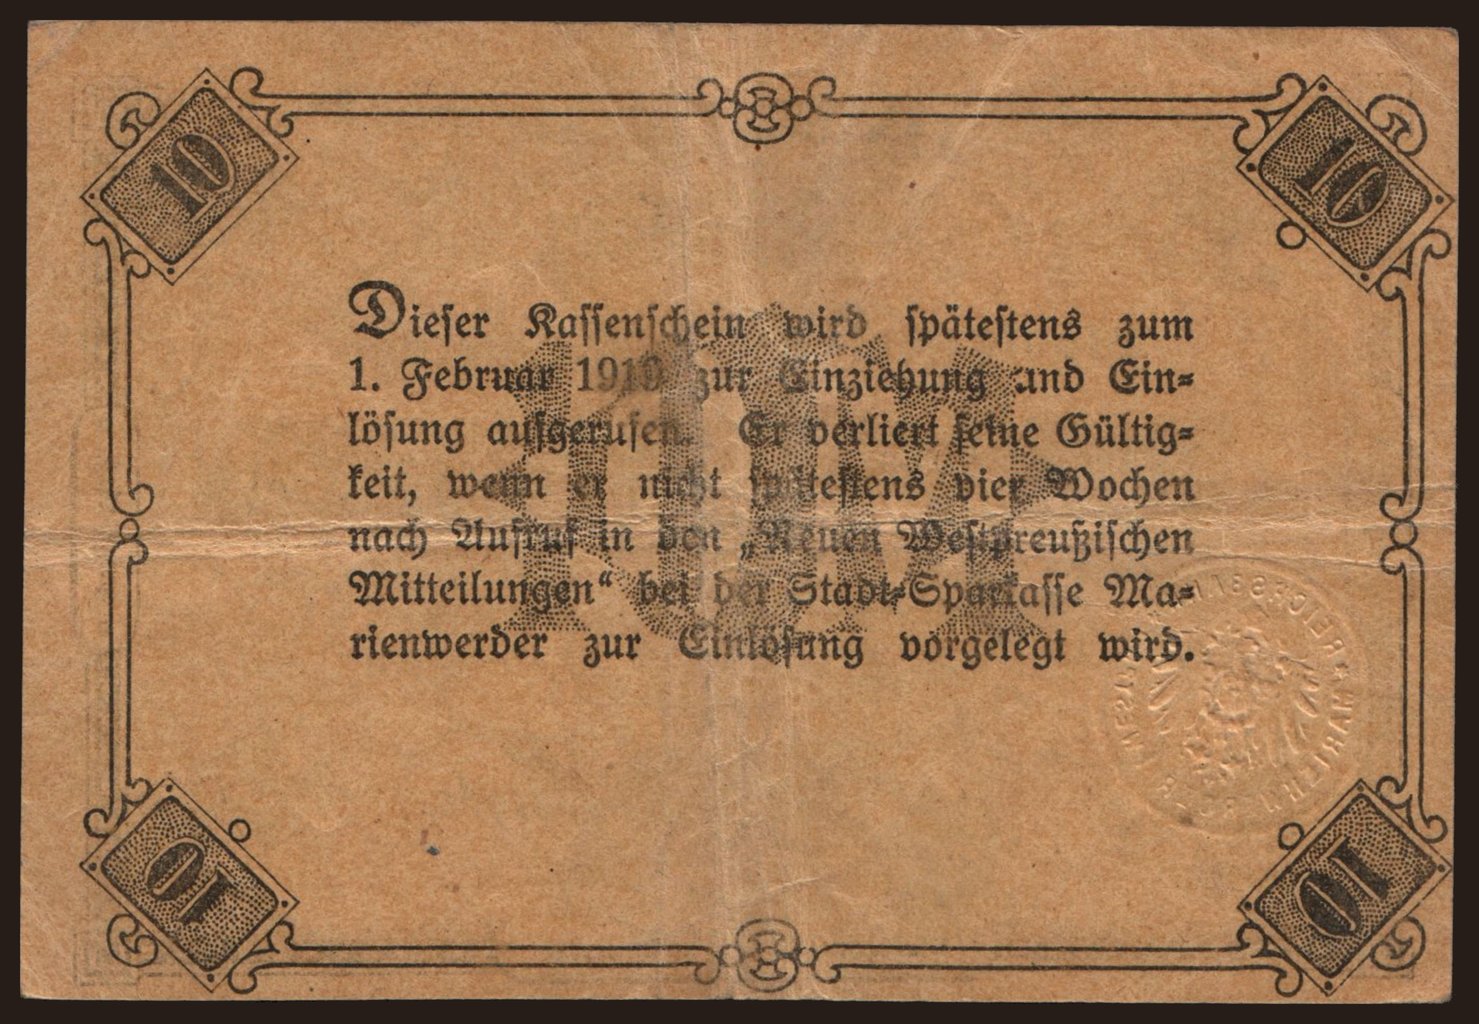 10
10
Dieser Kassenschein wird spätestens zum
1. Februar 1919 zur Einziehung und Ein-
lösung aufgerufen. Er verliert seine Gültig-
keit, wenn er nicht spätestens vier Wochen
nach Aufruf in den „Neuen Westpreußischen
Mitteilungen“ bei der Stadt-Sparkasse Ma-
rienwerder zur Einlösung vorgelegt wird.
10
10